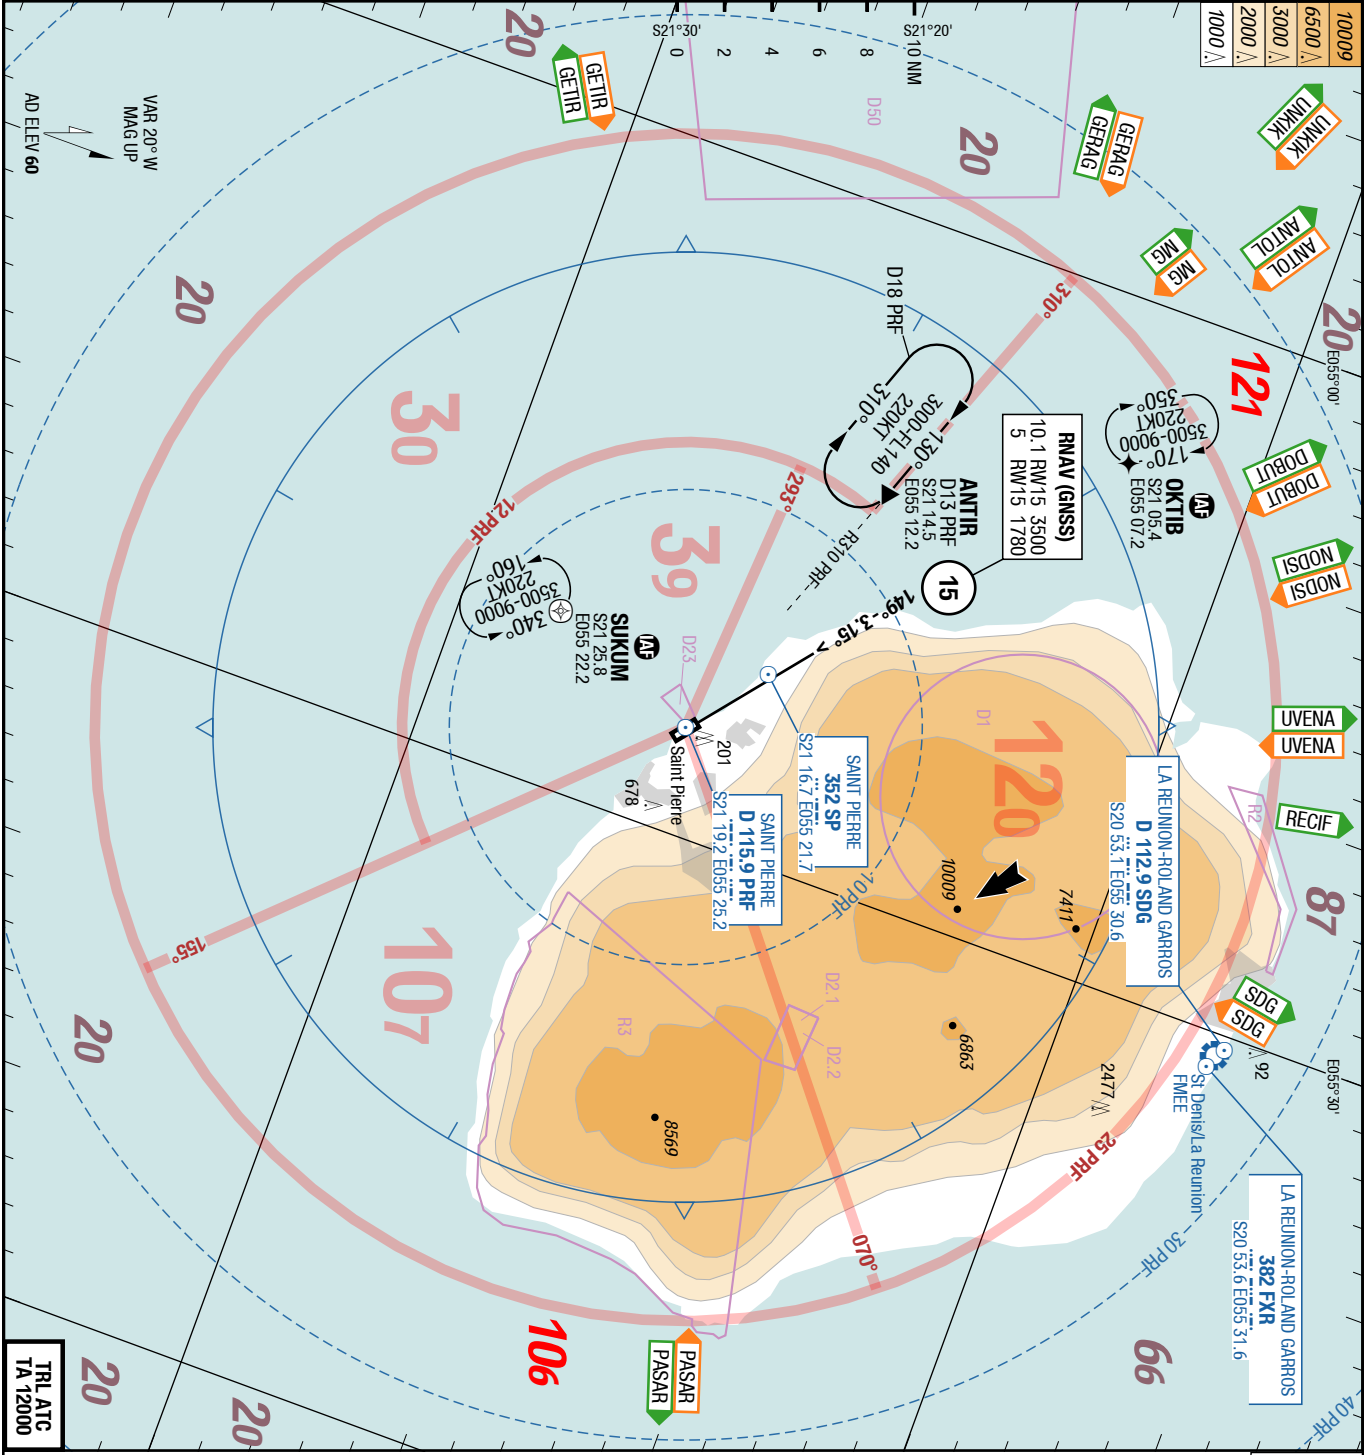 10009
6500
3000
2000
1000
S21°30'
S21°20'
0 2 4 6 8 10 NM
E055°00'
E055°30'
VAR 20° W
MAG UP
AD ELEV 60
TRL ATC
TA 12000
GETIR
GETIR
GERAG
GERAG
UNKIK
UNKIK
ANTOL
ANTOL
MG
MG
DOBUT
DOBUT
NODSI
NODSI
UVENA
UVENA
RECIF
SDG
SDG
PASAR
PASAR
D50
D23
D1
D2.1
D2.2
R2
R3
20
20
20
20
20
20
20
30
39
120
107
121
87
106
66
310°
293°
155°
070°
12 PRF
25 PRF
10 PRF
30 PRF
40 PRF
D18 PRF
R310 PRF
310°
220KT
3000-FL140
130°
ANTIR
D13 PRF
S21 14.5
E055 12.2
350°
220KT
3500-9000
170°
IAF
OKTIB
S21 05.4
E055 07.2
160°
220KT
3500-9000
340°
IAF
SUKUM
S21 25.8
E055 22.2
RNAV (GNSS)
10.1 RW15 3500
5 RW15 1780
15
149°-3.15° >
SAINT PIERRE
352 SP
S21 16.7 E055 21.7
SAINT PIERRE
D 115.9 PRF
S21 19.2 E055 25.2
LA REUNION-ROLAND GARROS
D 112.9 SDG
S20 53.1 E055 30.6
LA REUNION-ROLAND GARROS
382 FXR
S20 53.6 E055 31.6
Saint Pierre
St Denis/La Reunion
FMEE
201
678
10009
7411
6863
8569
2477
92